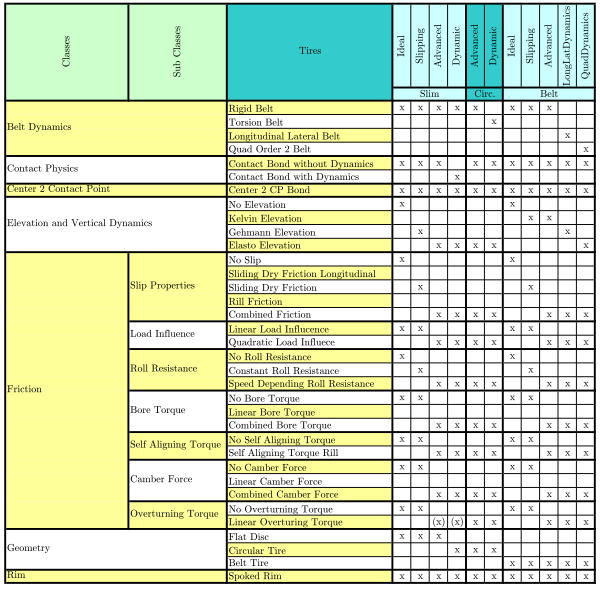 Classes Sub Classes Tires Ideal Slipping Advanced Dynamic Advanced Dynamic Ideal Slipping Advanced LongLatDynamics QuadDynamics
Slim Circ. Belt
Belt Dynamics Rigid Belt x x x x x x x x
Torsion Belt x
Longitudinal Lateral Belt x
Quad Order 2 Belt x
Contact Physics Contact Bond without Dynamics x x x x x x x x x x
Contact Bond with Dynamics x
Center 2 Contact Point Center 2 CP Bond x x x x x x x x x x x
Elevation and Vertical Dynamics No Elevation x x
Kelvin Elevation x x
Gehmann Elevation x x
Elasto Elevation x x x x x
Friction Slip Properties No Slip x x
Sliding Dry Friction Longitudinal
Sliding Dry Friction x x
Rill Friction
Combined Friction x x x x x x x
Load Influence Linear Load Influcence x x x x
Quadratic Load Influece x x x x x x x
Roll Resistance No Roll Resistance x x
Constant Roll Resistance x x
Speed Depending Roll Resistance x x x x x x x
Bore Torque No Bore Torque x x x x
Linear Bore Torque
Combined Bore Torque x x x x x x x
Self Aligning Torque No Self Aligning Torque x x x x
Self Aligning Torque Rill x x x x x x x
Camber Force No Camber Force x x x x
Linear Camber Force
Combined Camber Force x x x x x x x
Overturning Torque No Overturning Torque x x x x
Linear Overturing Torque (x) (x) x x x x x
Geometry Flat Disc x x x
Circular Tire x x x
Belt Tire x x x x x
Rim Spoked Rim x x x x x x x x x x x